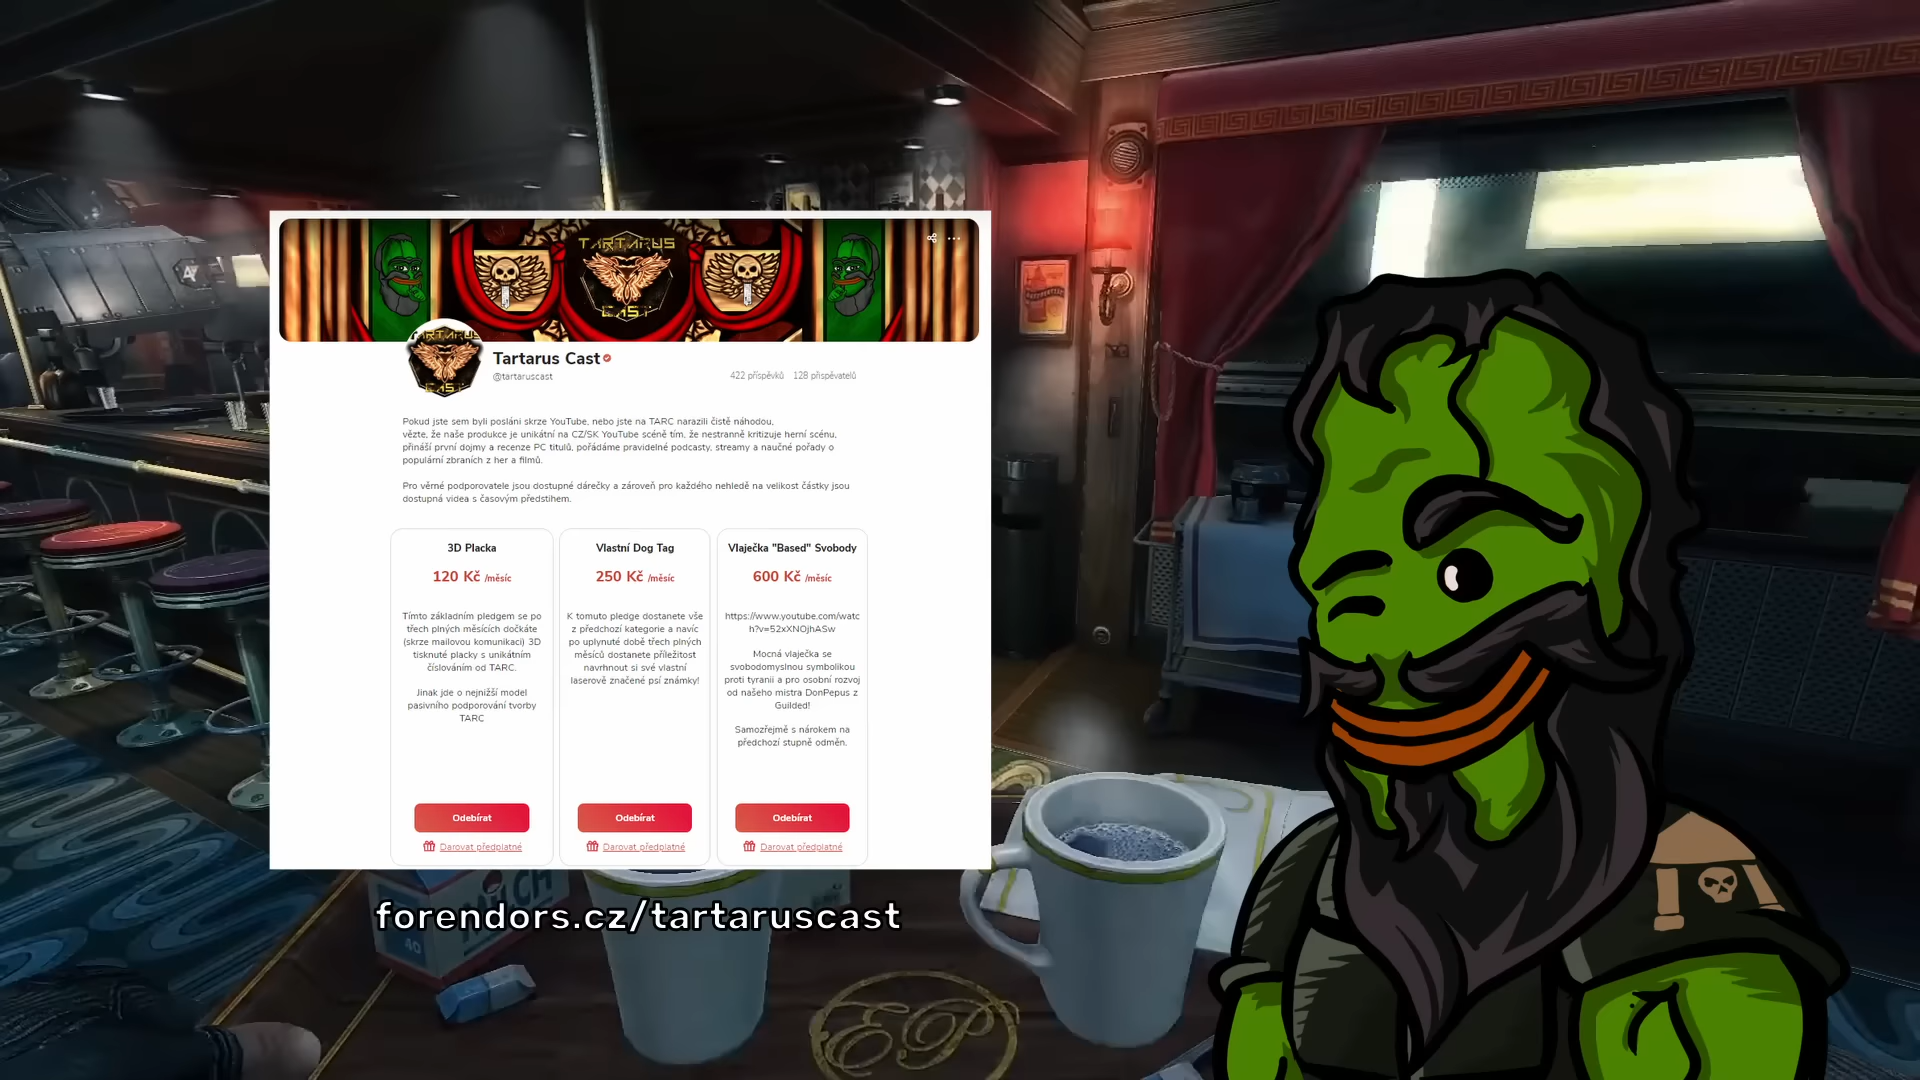 TARTARUS
CAST
TARTARUS
CAST
Tartarus Cast
@tartaruscast
422 příspěvků 128 přispěvatelů
Pokud jste sem byli posláni skrze YouTube, nebo jste na TARC narazili čistě náhodou,
vězte, že naše produkce je unikátní na CZ/SK YouTube scéně tím, že nestranně kritizuje herní scénu,
přináší první dojmy a recenze PC titulů, pořádáme pravidelné podcasty, streamy a naučné pořady o
populární zbraních z her a filmů.
Pro věrné podporovatele jsou dostupné dárečky a zároveň pro každého nehledě na velikost částky jsou
dostupná videa s časovým předstihem.
3D Placka
120 Kč /měsíc
Tímto základním pledgem se po
třech plných měsících dočkáte
(skrze mailovou komunikaci) 3D
tisknuté placky s unikátním
číslováním od TARC.
Jinak jde o nejnižší model
pasivního podporování tvorby
TARC
Odebírat
Darovat předplatné
Vlastní Dog Tag
250 Kč /měsíc
K tomuto pledge dostanete vše
z předchozí kategorie a navíc
po uplynuté době třech plných
měsíců dostanete příležitost
navrhnout si své vlastní
laserově značené psí známky!
Odebírat
Darovat předplatné
Vlaječka "Based" Svobody
600 Kč /měsíc
https://www.youtube.com/watc
h?v=52xXNOjhASw
Mocná vlaječka se
svobodomyslnou symbolikou
proti tyranii a pro osobní rozvoj
od našeho mistra DonPepus z
Guilded!
Samozřejmě s nárokem na
předchozí stupně odměn.
Odebírat
Darovat předplatné
forendors.cz/tartaruscast
40
EP